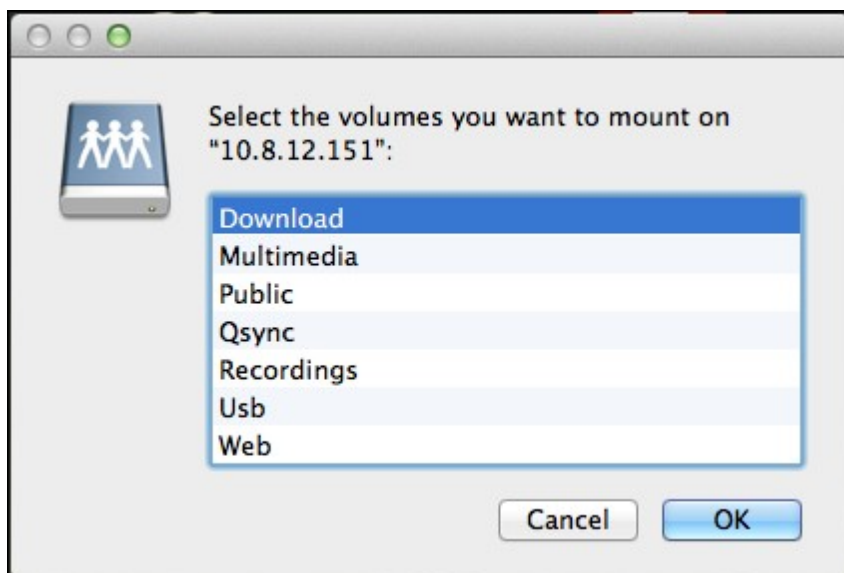 Select the volumes you want to mount on
“10.8.12.151”:
Download
Multimedia
Public
Qsync
Recordings
Usb
Web
Cancel
OK